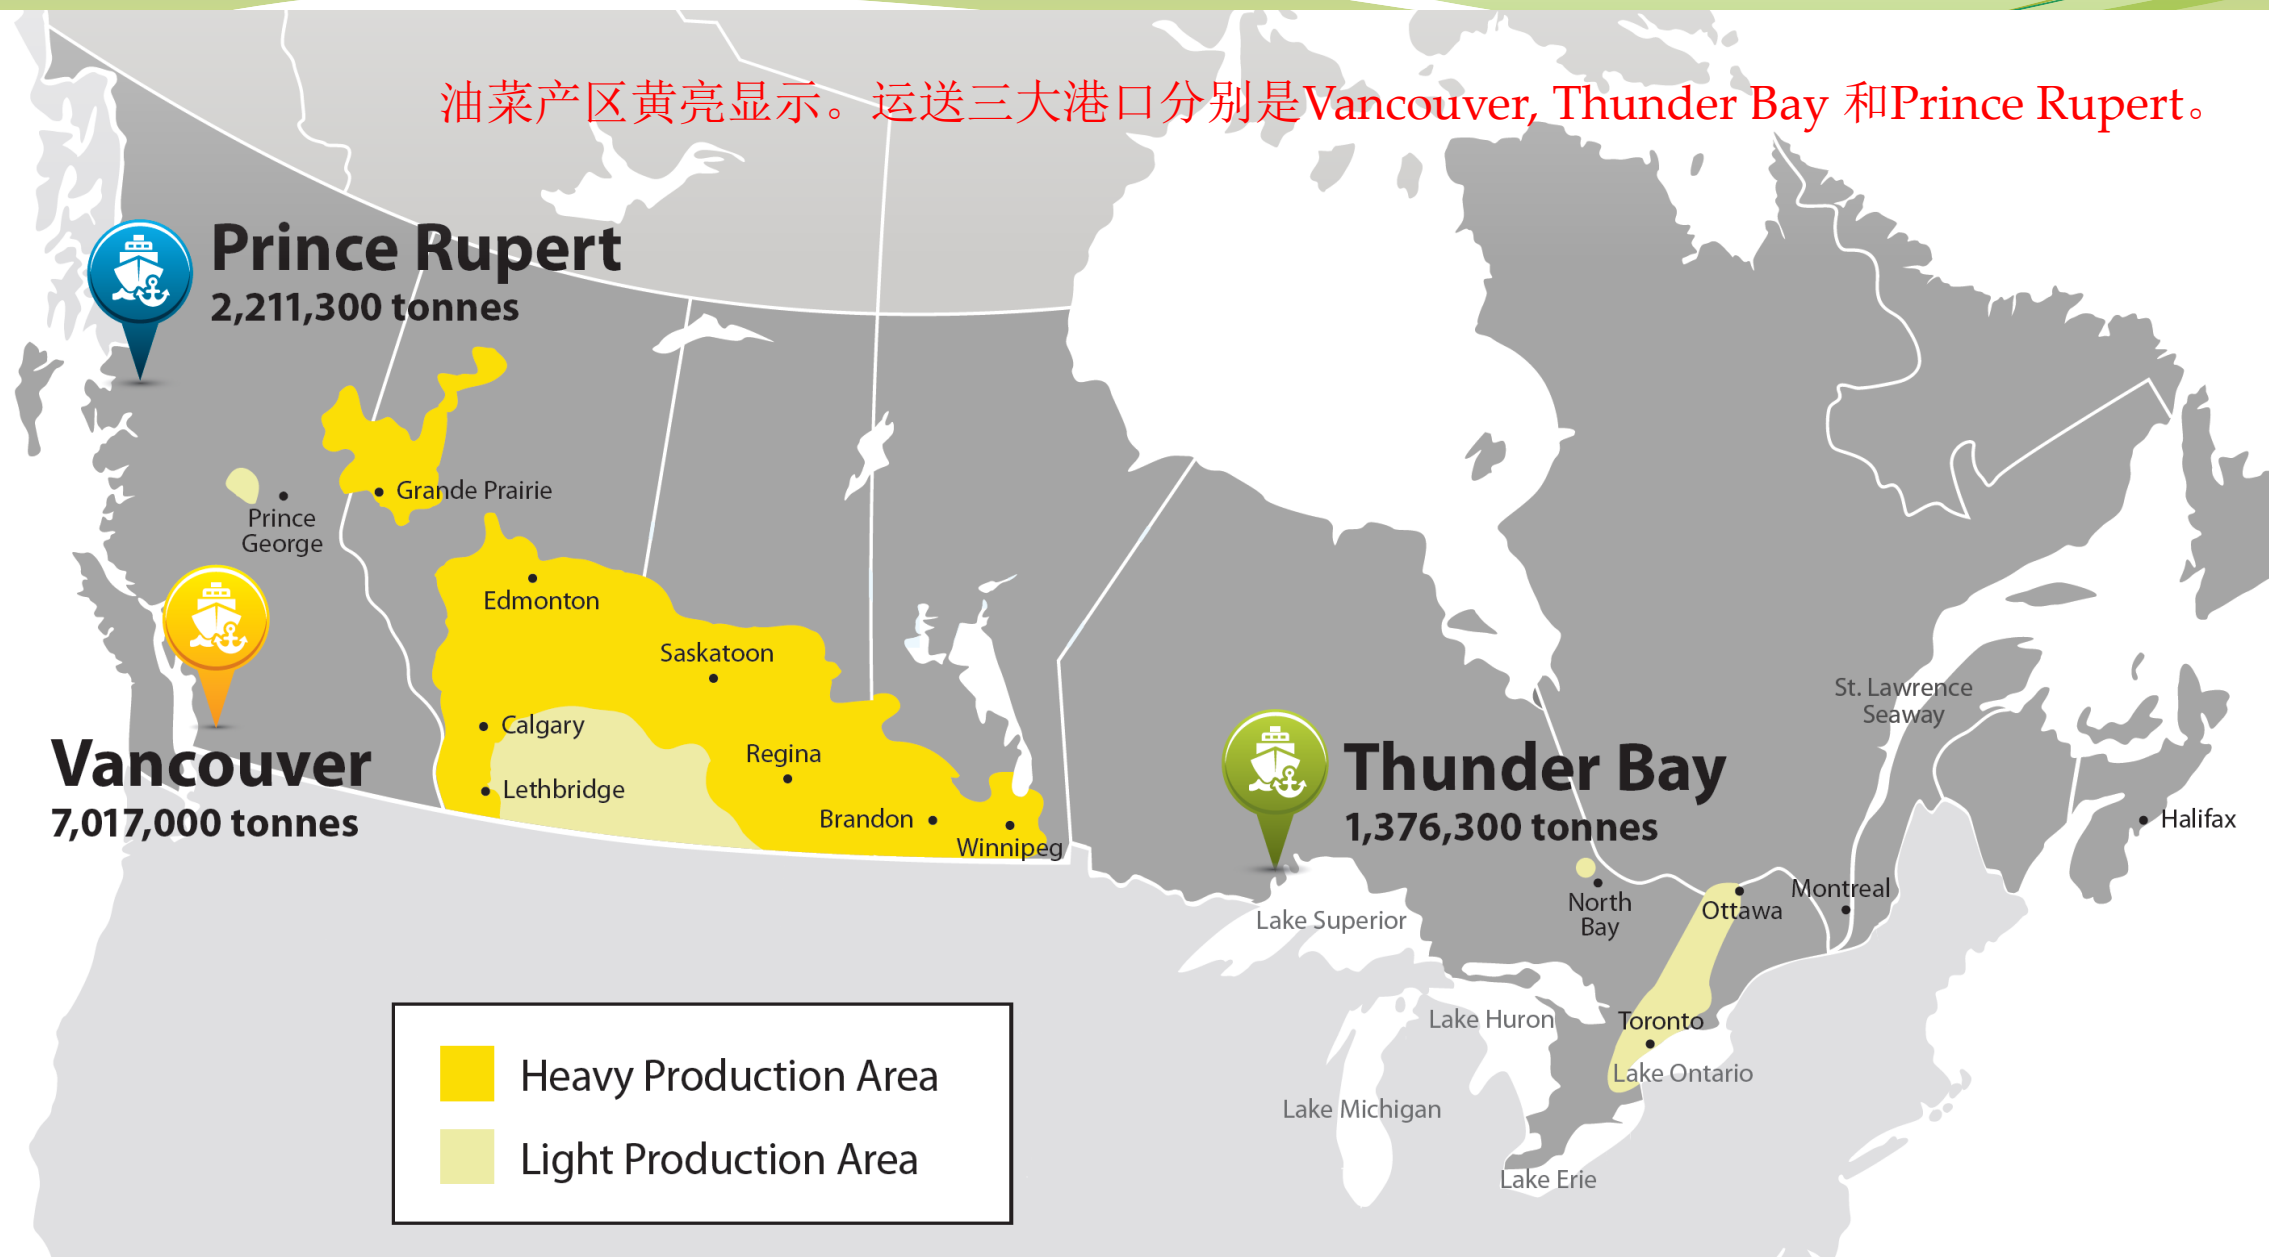 油菜产区黄亮显示。运送三大港口分别是Vancouver, Thunder Bay 和Prince Rupert。
Prince Rupert
2,211,300 tonnes
Grande Prairie
Prince
George
Edmonton
Saskatoon
St. Lawrence
Seaway
Calgary
Regina
Vancouver
7,017,000 tonnes
Thunder Bay
1,376,300 tonnes
Lethbridge
Brandon
Winnipeg
Halifax
Montreal
North
Bay
Ottawa
Lake Superior
Lake Huron
Toronto
Lake Ontario
Lake Michigan
Lake Erie
Heavy Production Area
Light Production Area